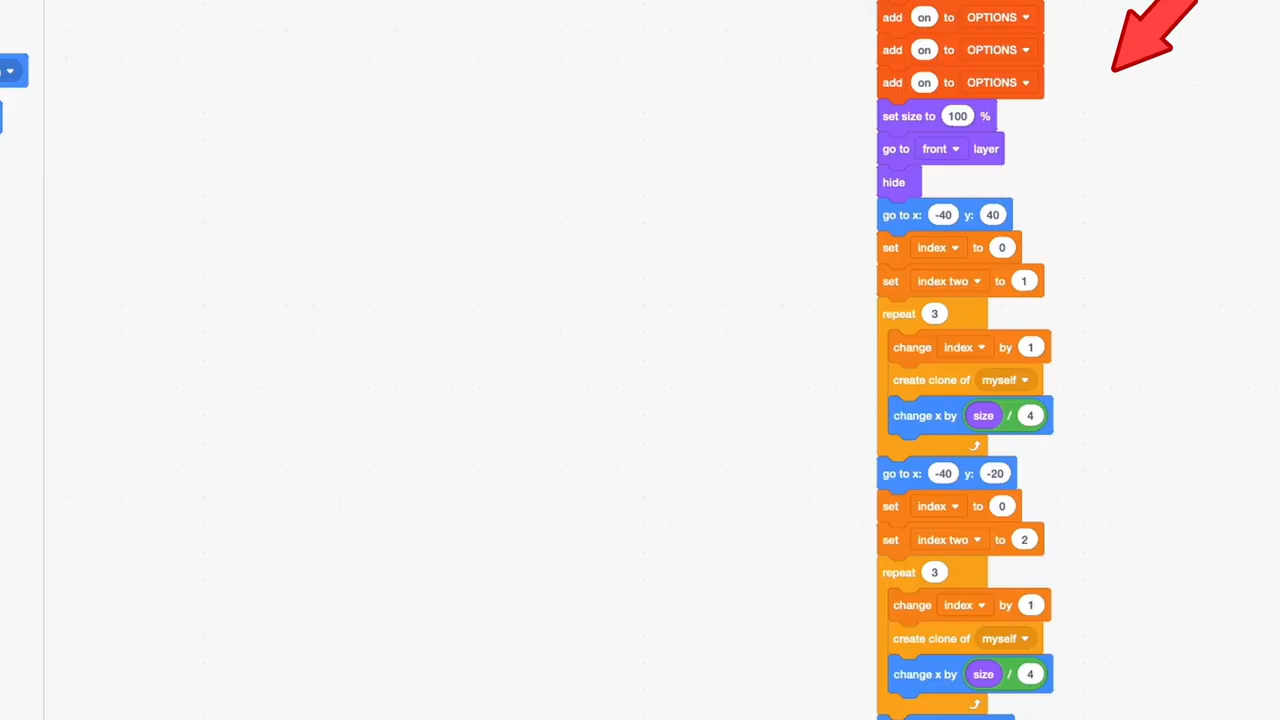 add on to OPTIONS
add on to OPTIONS
add on to OPTIONS
set size to 100 %
go to front layer
hide
go to x: -40 y: 40
set index to 0
set index two to 1
repeat 3
change index by 1
create clone of myself
change x by size / 4
go to x: -40 y: -20
set index to 0
set index two to 2
repeat 3
change index by 1
create clone of myself
change x by size / 4